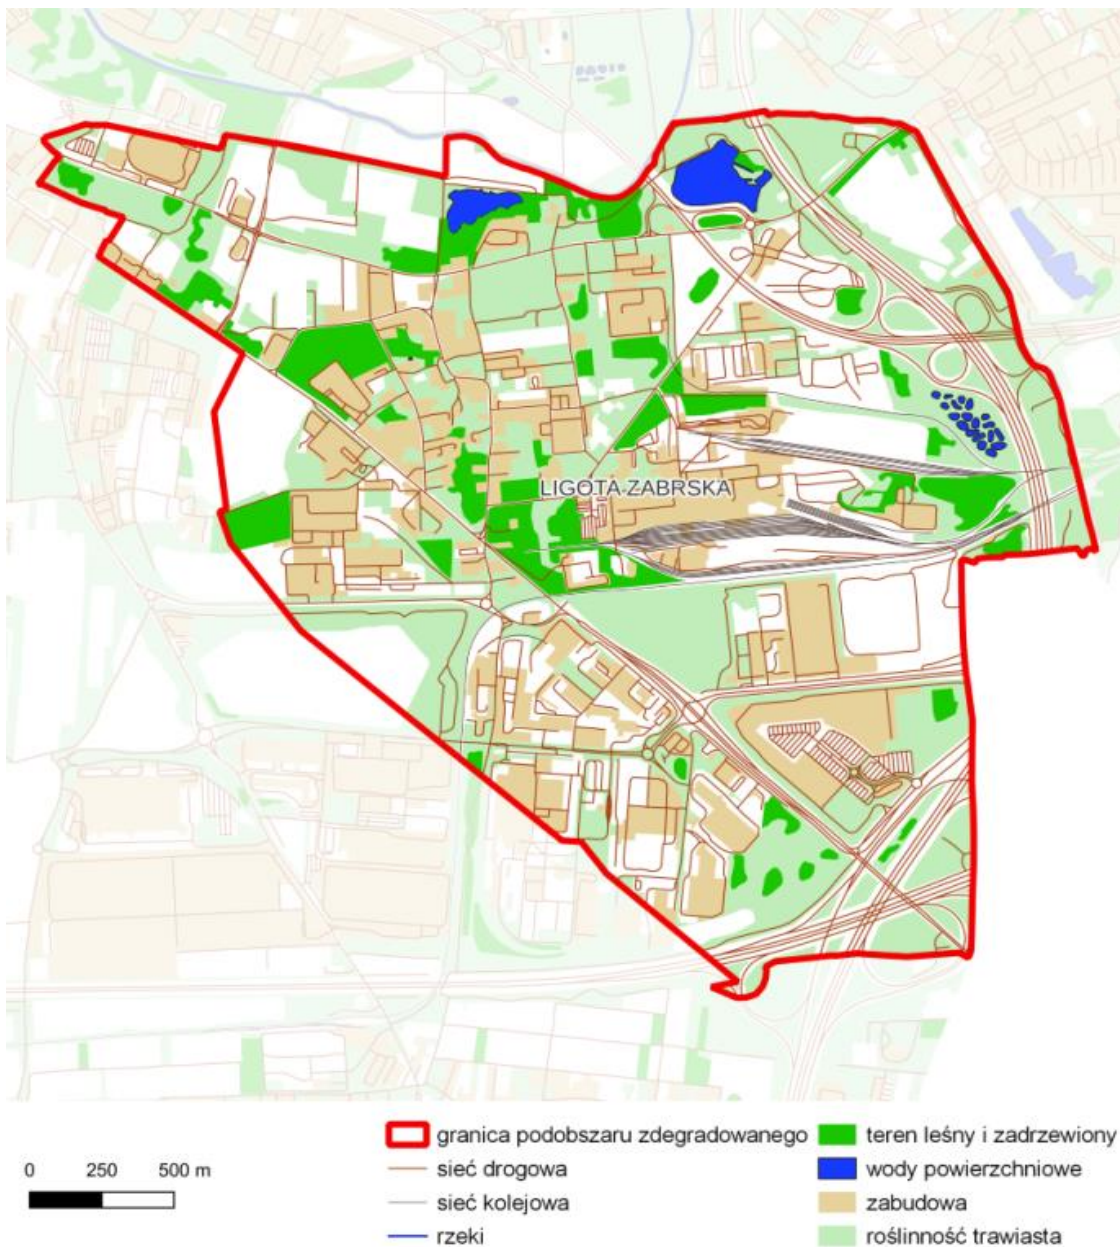 LIGOTA ZABRSKA
0 250 500 m
granica podobszaru zdegradowanego
sieć drogowa
sieć kolejowa
rzeki
teren leśny i zadrzewiony
wody powierzchniowe
zabudowa
roślinność trawiasta